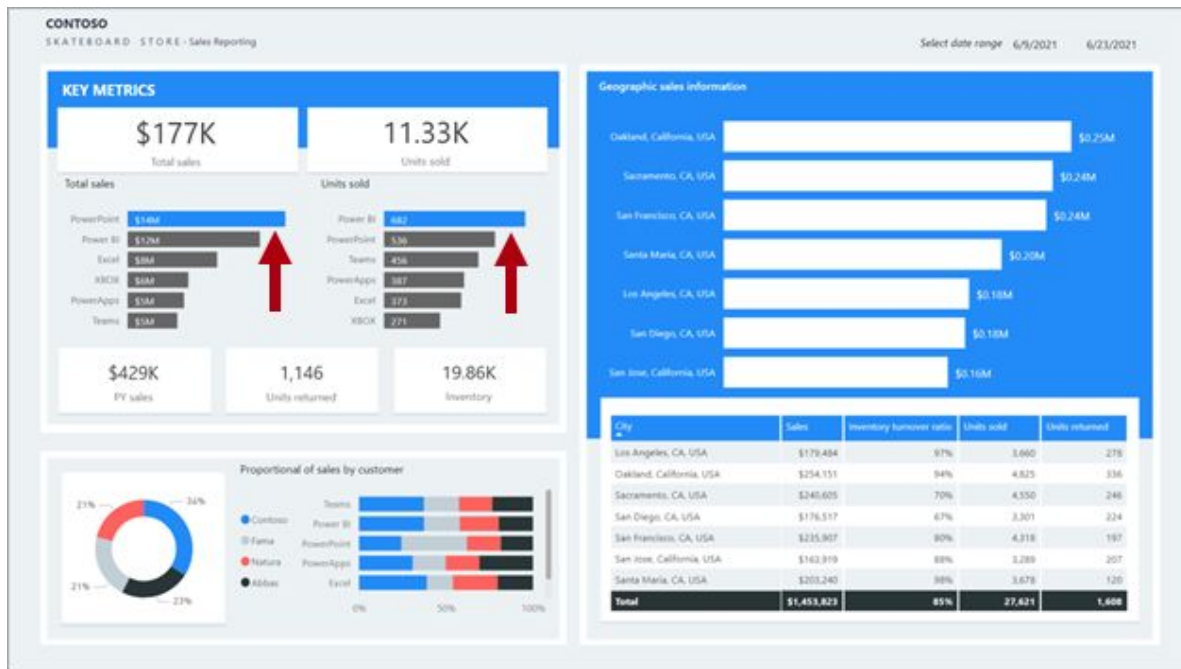 CONTOSO
SKATEBOARD STORE - Sales Reporting
Select date range 6/9/2021 6/23/2021
KEY METRICS
$177K
Total sales
11.33K
Units sold
Total sales
PowerPoint $14M
Power BI $12M
Excel $8M
XBOX $6M
PowerApps $5M
Teams $5M
Units sold
Power BI 682
PowerPoint 536
Teams 456
PowerApps 387
Excel 373
XBOX 271
$429K
PY sales
1,146
Units returned
19.86K
Inventory
21%
34%
21%
23%
Proportional of sales by customer
Contoso
Fama
Natura
Abbas
Teams
Power BI
PowerPoint
PowerApps
Excel
0% 50% 100%
Geographic sales information
Oakland, California, USA $0.25M
Sacramento, CA, USA $0.24M
San Francisco, CA, USA $0.24M
Santa Maria, CA, USA $0.20M
Los Angeles, CA, USA $0.18M
San Diego, CA, USA $0.18M
San Jose, California, USA $0.16M
City Sales Inventory turnover ratio Units sold Units returned
Los Angeles, CA, USA $179,484 97% 3,660 278
Oakland, California, USA $254,151 94% 4,825 336
Sacramento, CA, USA $240,605 70% 4,550 246
San Diego, CA, USA $176,517 67% 3,301 224
San Francisco, CA, USA $235,907 80% 4,318 197
San Jose, California, USA $163,919 88% 3,289 207
Santa Maria, CA, USA $203,240 98% 3,678 120
Total $1,453,823 85% 27,621 1,608